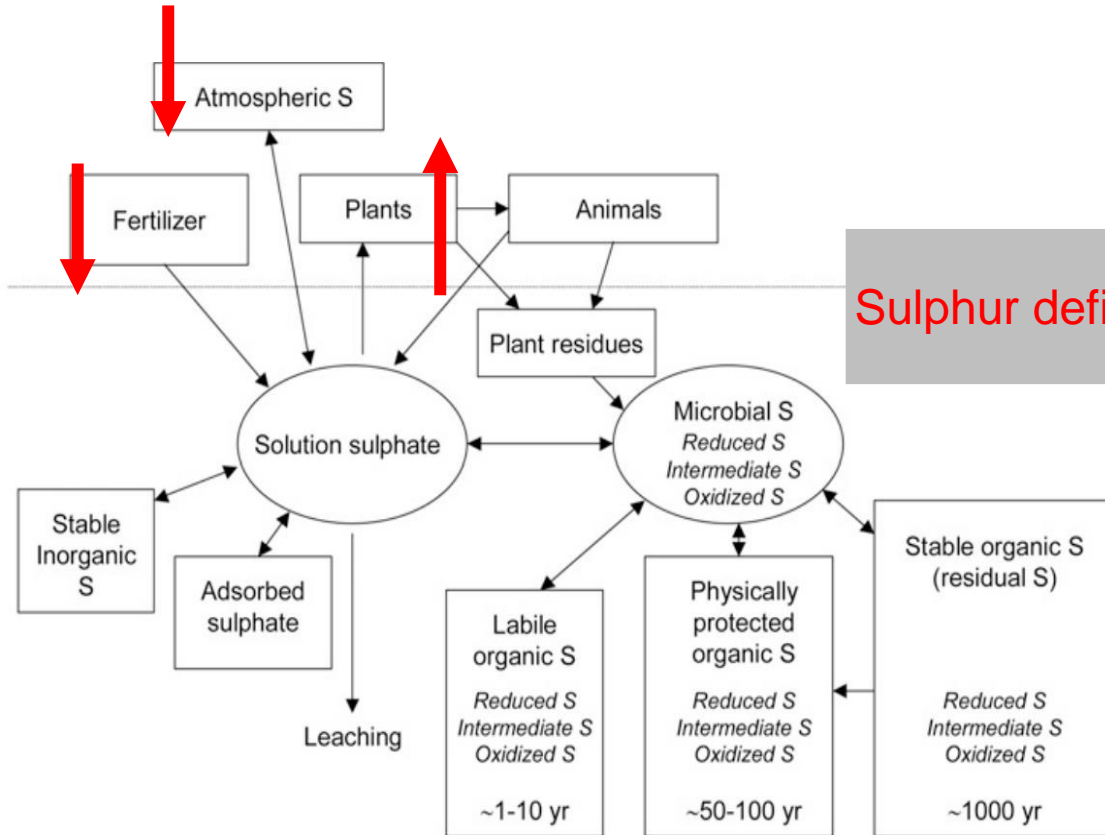 Atmospheric S
Fertilizer
Plants
Animals
Sulphur defi
Plant residues
Solution sulphate
Microbial S
Reduced S
Intermediate S
Oxidized S
Stable
Inorganic
S
Adsorbed
sulphate
Leaching
Labile
organic S
Reduced S
Intermediate S
Oxidized S
~1-10 yr
Physically
protected
organic S
Reduced S
Intermediate S
Oxidized S
~50-100 yr
Stable organic S
(residual S)
Reduced S
Intermediate S
Oxidized S
~1000 yr